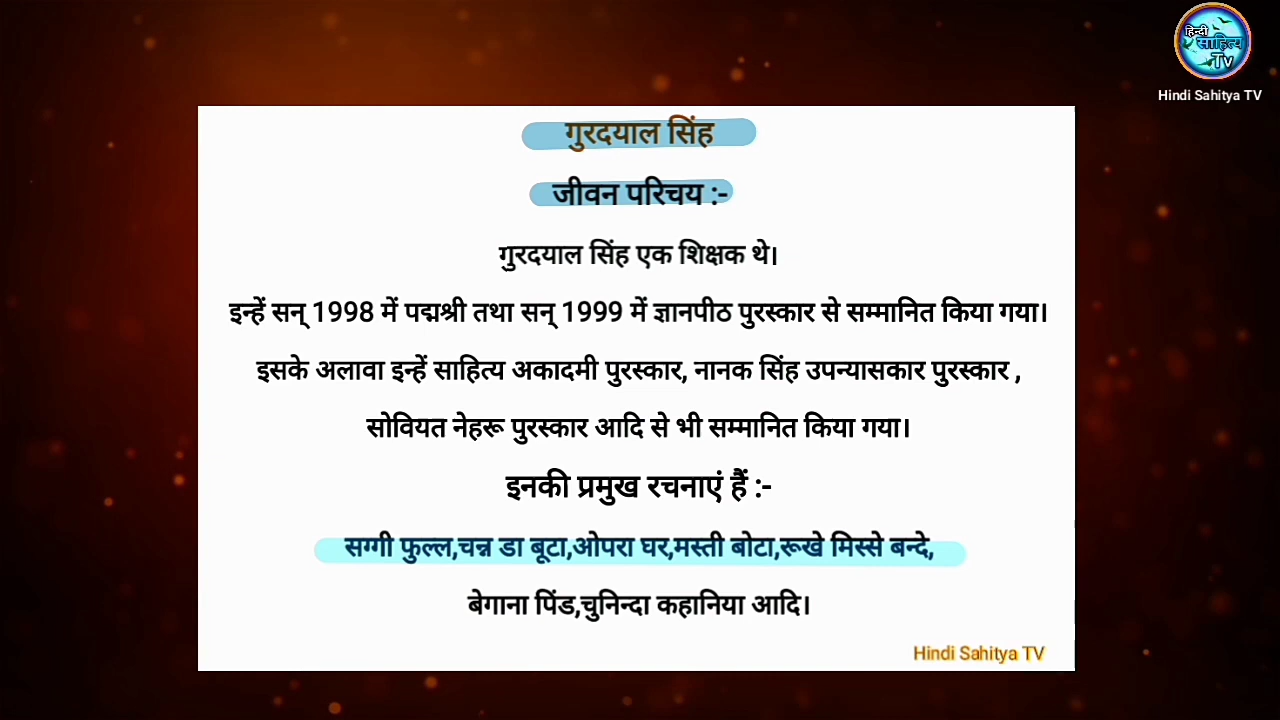 हिन्दी
साहित्य
Tv
Hindi Sahitya TV
गुरदयाल सिंह
जीवन परिचय :-
गुरदयाल सिंह एक शिक्षक थे।
इन्हें सन् 1998 में पद्मश्री तथा सन् 1999 में ज्ञानपीठ पुरस्कार से सम्मानित किया गया।
इसके अलावा इन्हें साहित्य अकादमी पुरस्कार, नानक सिंह उपन्यासकार पुरस्कार ,
सोवियत नेहरू पुरस्कार आदि से भी सम्मानित किया गया।
इनकी प्रमुख रचनाएं हैं :-
सग्गी फुल्ल,चन्न डा बूटा,ओपरा घर,मस्ती बोटा,रूखे मिस्से बन्दे,
बेगाना पिंड,चुनिन्दा कहानिया आदि।
Hindi Sahitya TV